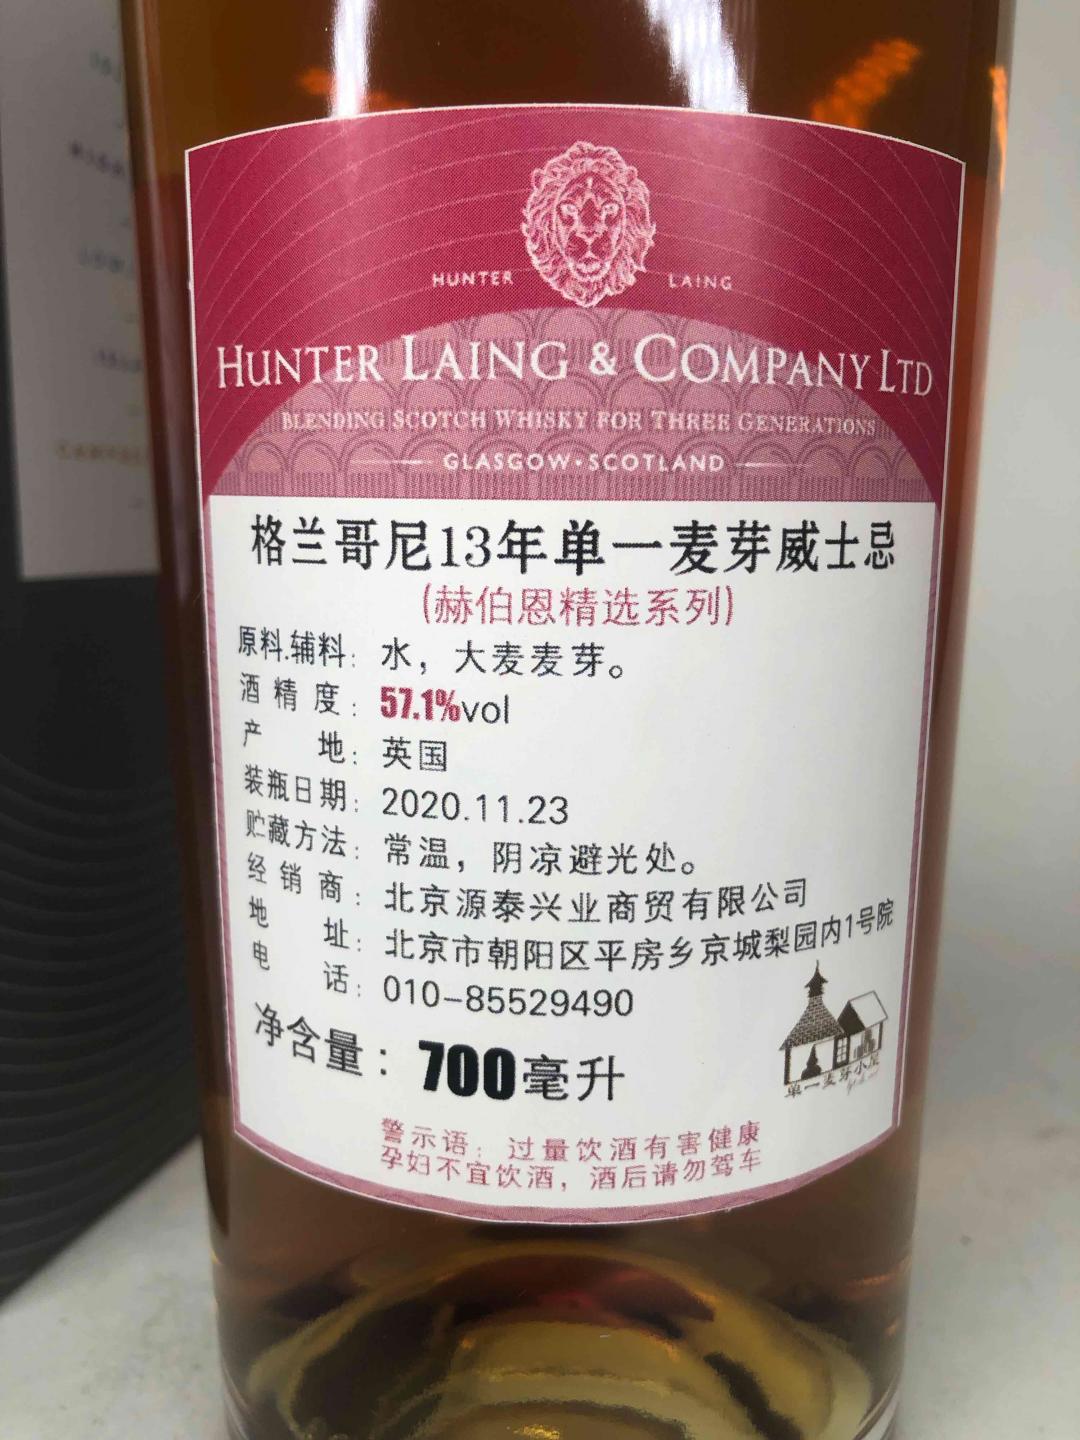 HUNTER LAING
HUNTER LAING & COMPANY LTD
BLENDING SCOTCH WHISKY FOR THREE GENERATIONS
GLASGOW·SCOTLAND
格兰哥尼13年单一麦芽威士忌
(赫伯恩精选系列)
原料.辅料：水，大麦麦芽。
酒精度：57.1%vol
产地：英国
装瓶日期：2020.11.23
贮藏方法：常温，阴凉避光处。
经销商：北京源泰兴业商贸有限公司
地址：北京市朝阳区平房乡京城梨园内1号院
电话：010-85529490
净含量：700毫升
单一麦芽小屋
警示语：过量饮酒有害健康
孕妇不宜饮酒，酒后请勿驾车